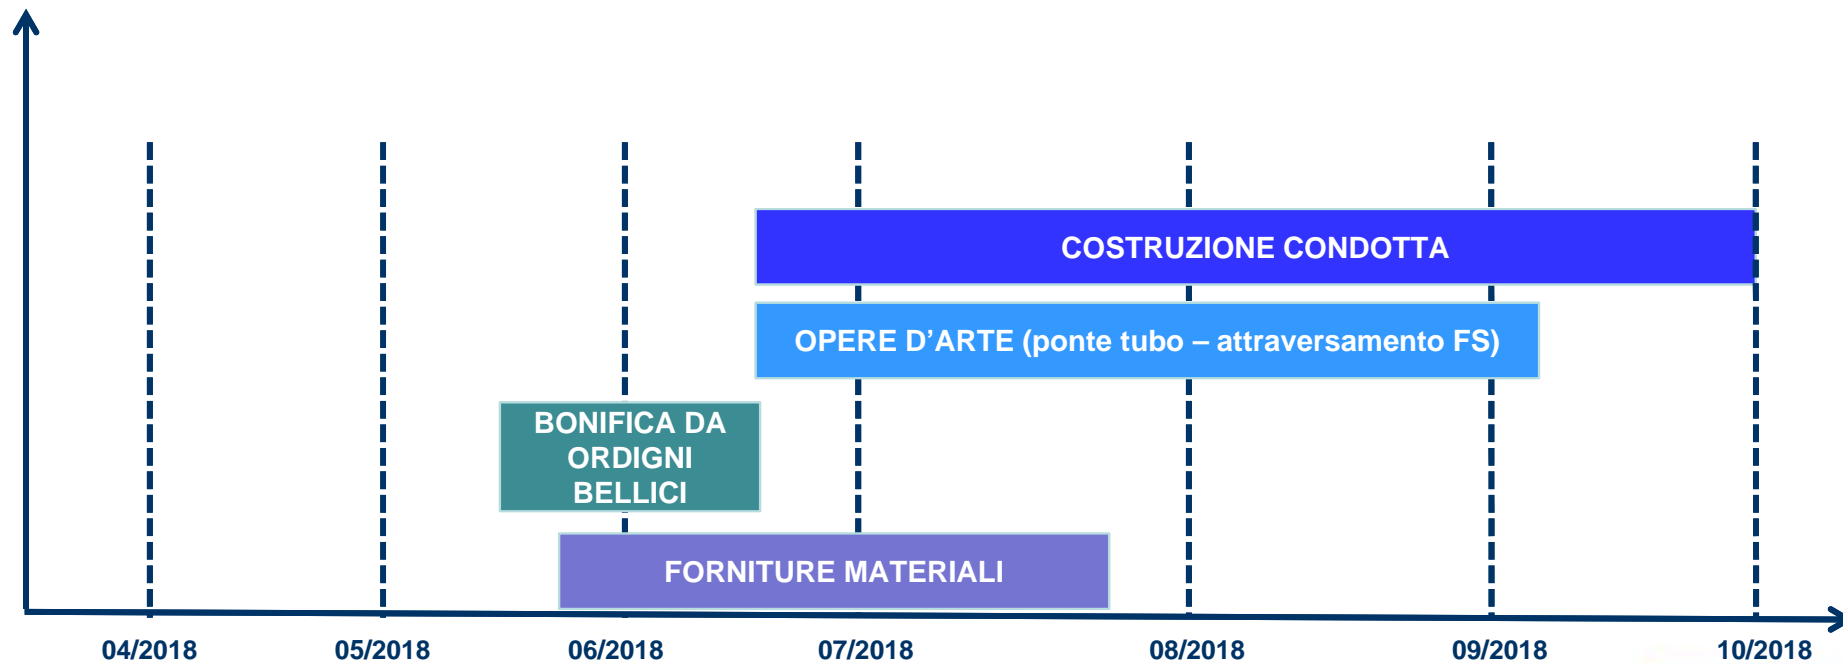 COSTRUZIONE CONDOTTA
OPERE D’ARTE (ponte tubo – attraversamento FS)
BONIFICA DA
ORDIGNI
BELLICI
FORNITURE MATERIALI
04/2018 05/2018 06/2018 07/2018 08/2018 09/2018 10/2018